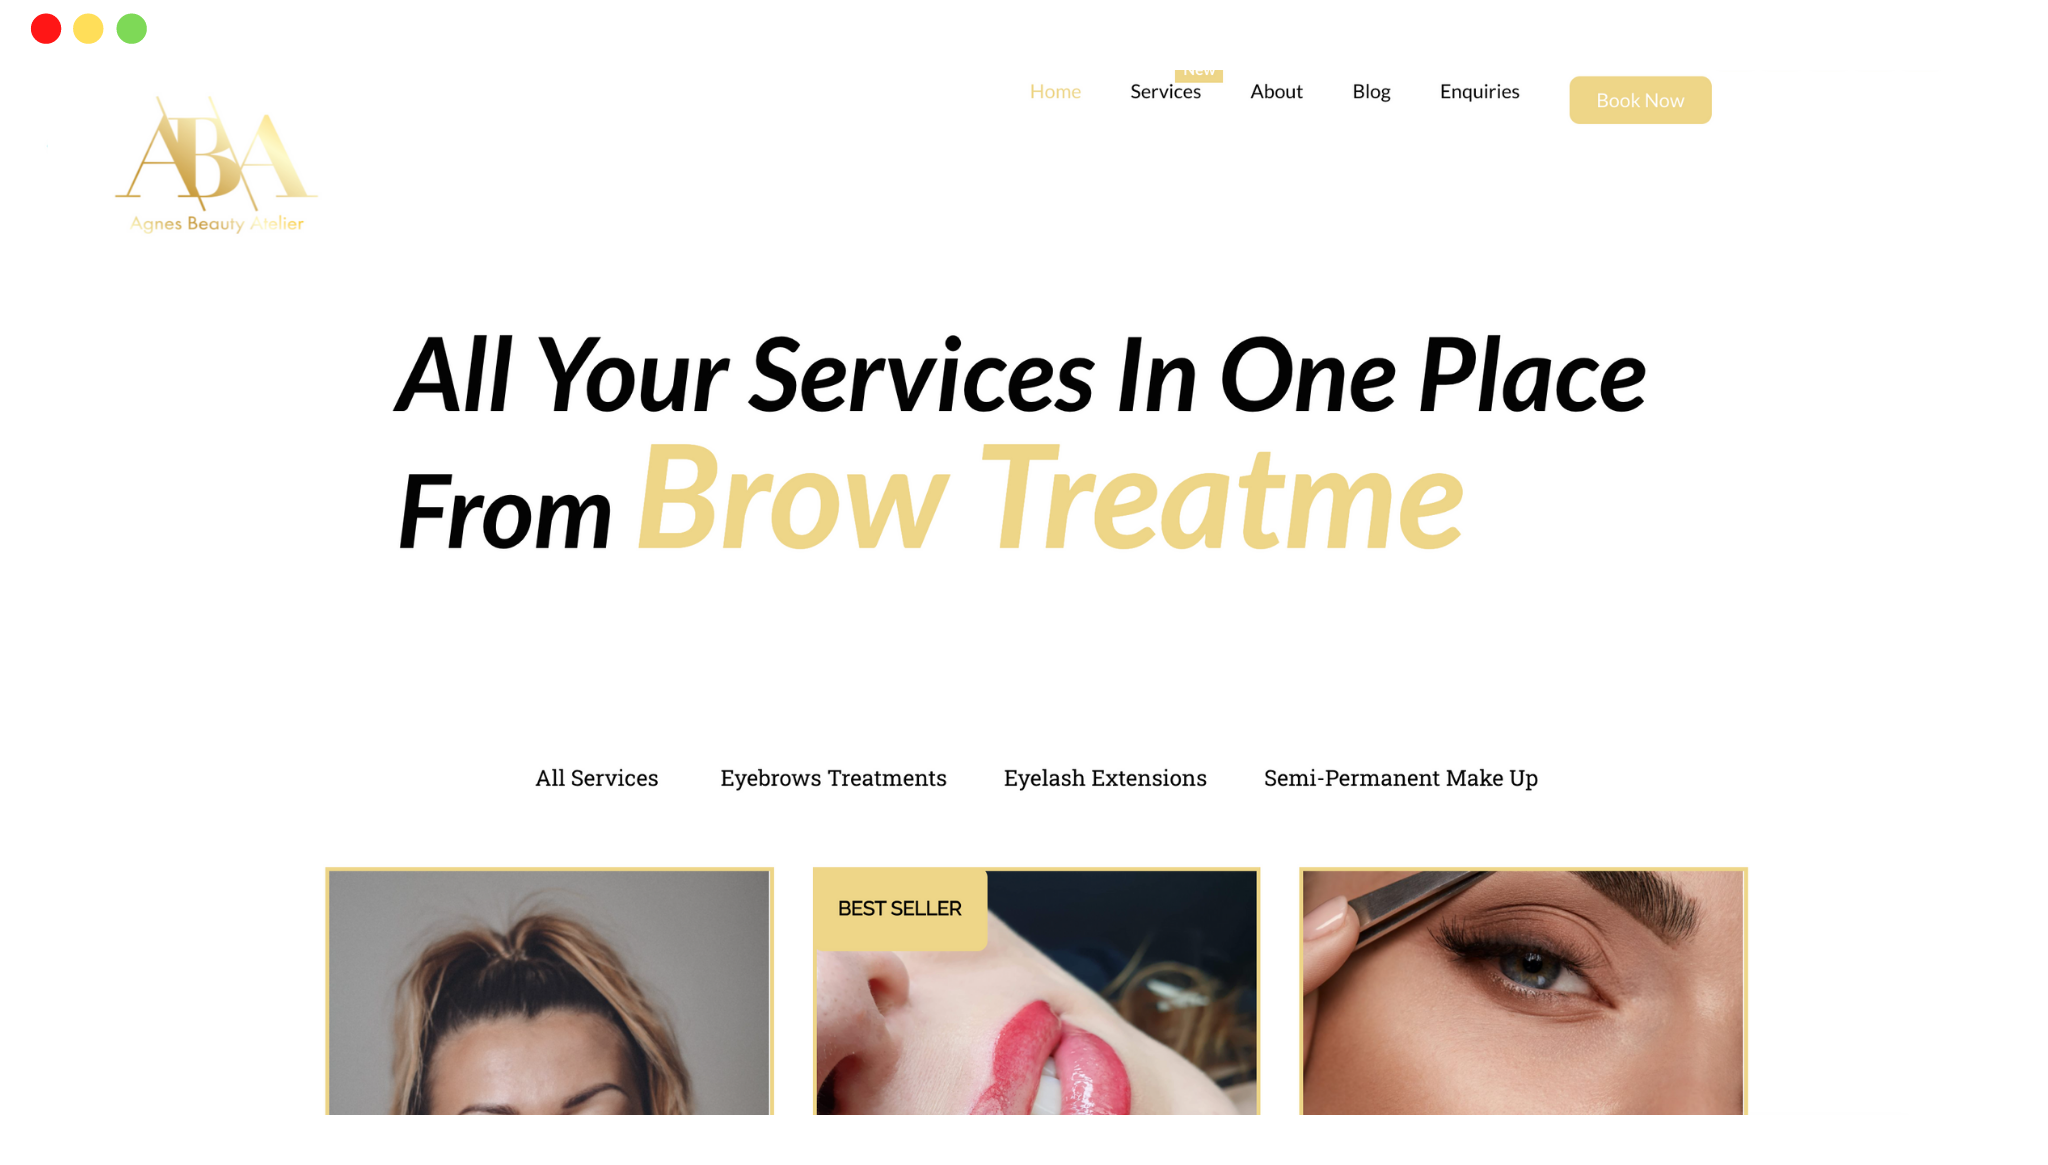 New
Home Services About Blog Enquiries Book Now
ABA
Agnes Beauty Atelier
All Your Services In One Place
From Brow Treatme
All Services Eyebrows Treatments Eyelash Extensions Semi-Permanent Make Up
BEST SELLER